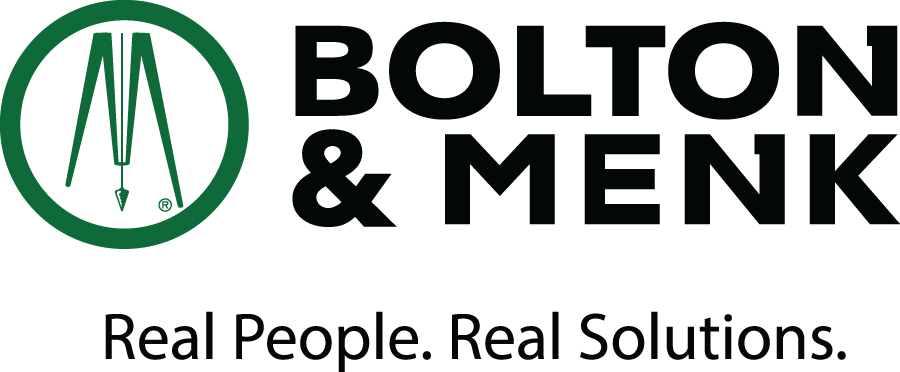 BOLTON
& MENK
®
Real People. Real Solutions.